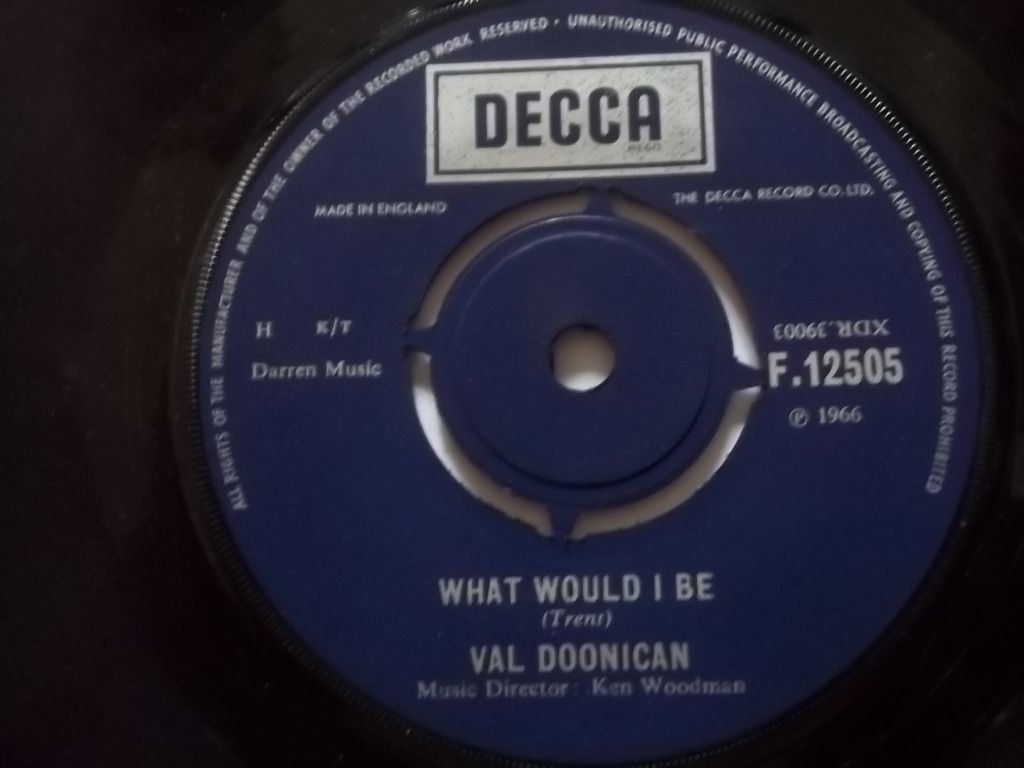 ALL RIGHTS OF THE MANUFACTURER AND OF THE OWNER OF THE RECORDED WORK RESERVED · UNAUTHORISED PUBLIC PERFORMANCE BROADCASTING AND COPYING OF THIS RECORD PROHIBITED
DECCA
MADE IN ENGLAND
THE DECCA RECORD CO. LTD.
H K/T
Darren Music
XDR.39003
F.12505
℗ 1966
WHAT WOULD I BE
(Trent)
VAL DOONICAN
Music Director : Ken Woodman